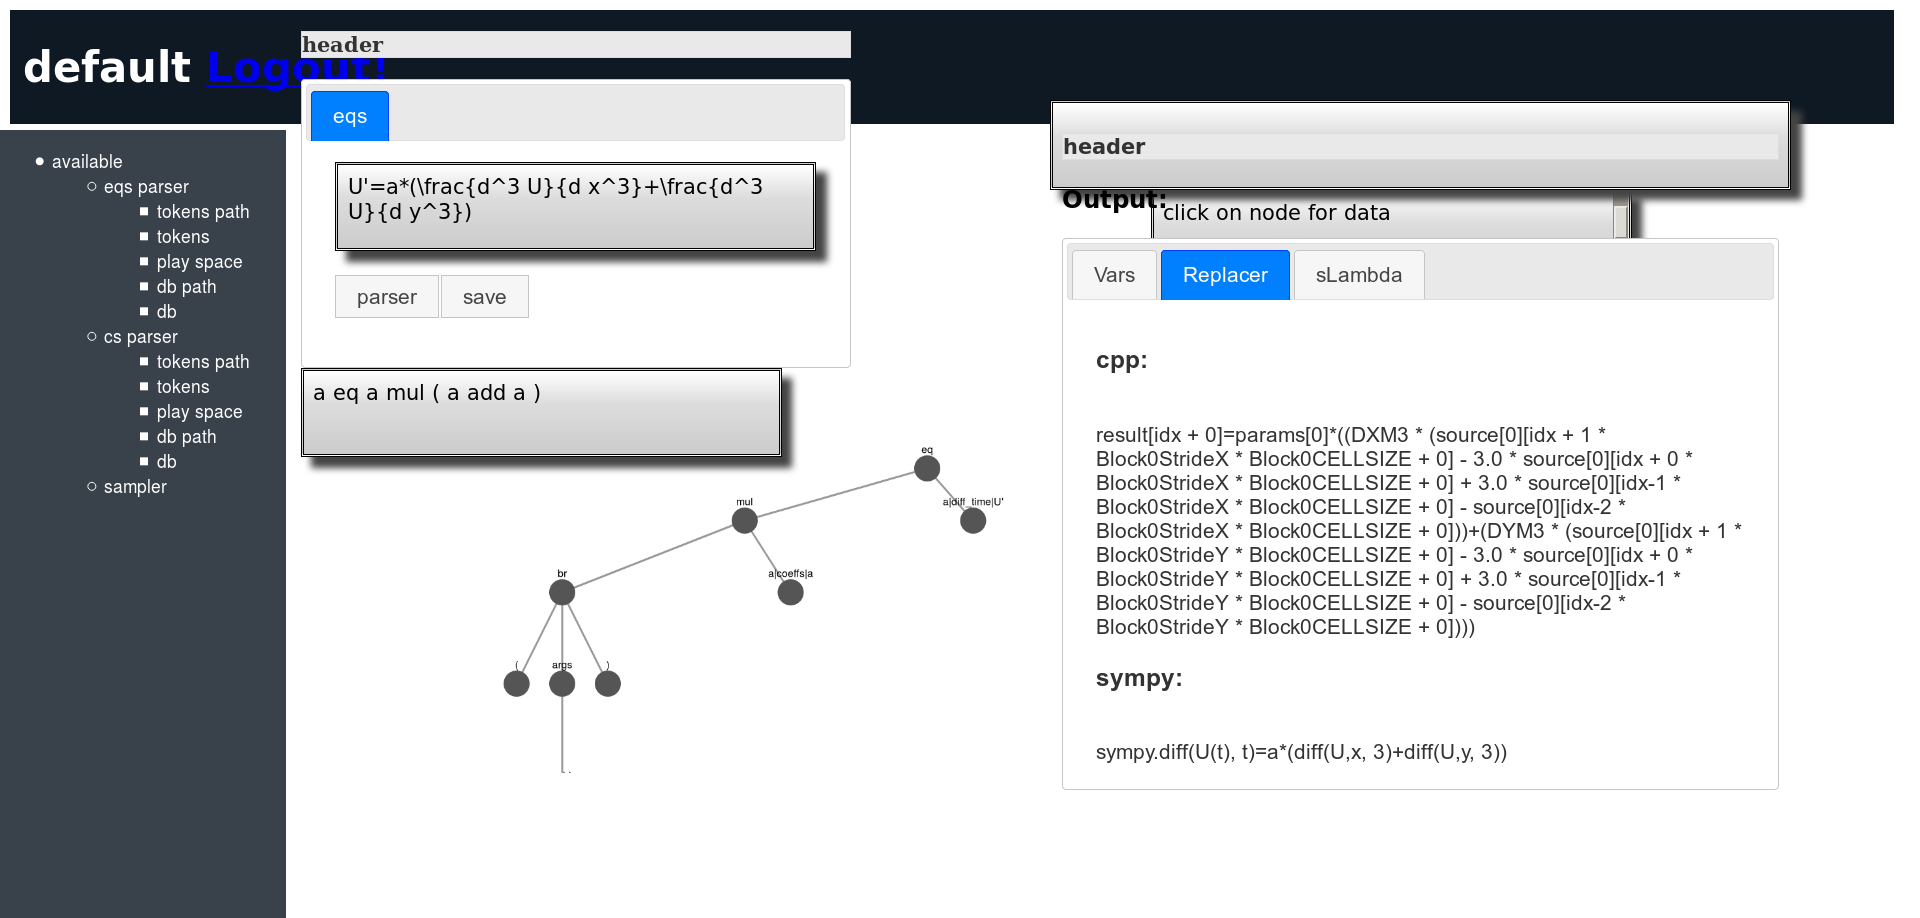 default Logout!
header
eqs
U'=a*(\frac{d^3 U}{d x^3}+\frac{d^3
U}{d y^3})
parser
save
a eq a mul ( a add a )
available
eqs parser
tokens path
tokens
play space
db path
db
cs parser
tokens path
tokens
play space
db path
db
sampler
eq
mul
a|diff_time|U'
br
a|coeffs|a
(
args
)
header
Output:
click on node for data
Vars
Replacer
sLambda
cpp:
result[idx + 0]=params[0]*((DXM3 * (source[0][idx + 1 *
Block0StrideX * Block0CELLSIZE + 0] - 3.0 * source[0][idx + 0 *
Block0StrideX * Block0CELLSIZE + 0] + 3.0 * source[0][idx-1 *
Block0StrideX * Block0CELLSIZE + 0] - source[0][idx-2 *
Block0StrideX * Block0CELLSIZE + 0]))+(DYM3 * (source[0][idx + 1 *
Block0StrideY * Block0CELLSIZE + 0] - 3.0 * source[0][idx + 0 *
Block0StrideY * Block0CELLSIZE + 0] + 3.0 * source[0][idx-1 *
Block0StrideY * Block0CELLSIZE + 0] - source[0][idx-2 *
Block0StrideY * Block0CELLSIZE + 0])))
sympy:
sympy.diff(U(t), t)=a*(diff(U,x, 3)+diff(U,y, 3))